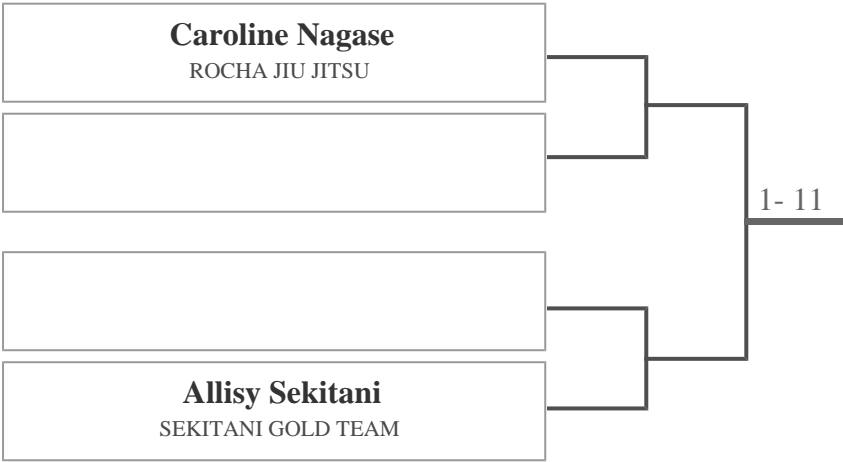 Caroline Nagase
ROCHA JIU JITSU
1- 11
Allisy Sekitani
SEKITANI GOLD TEAM